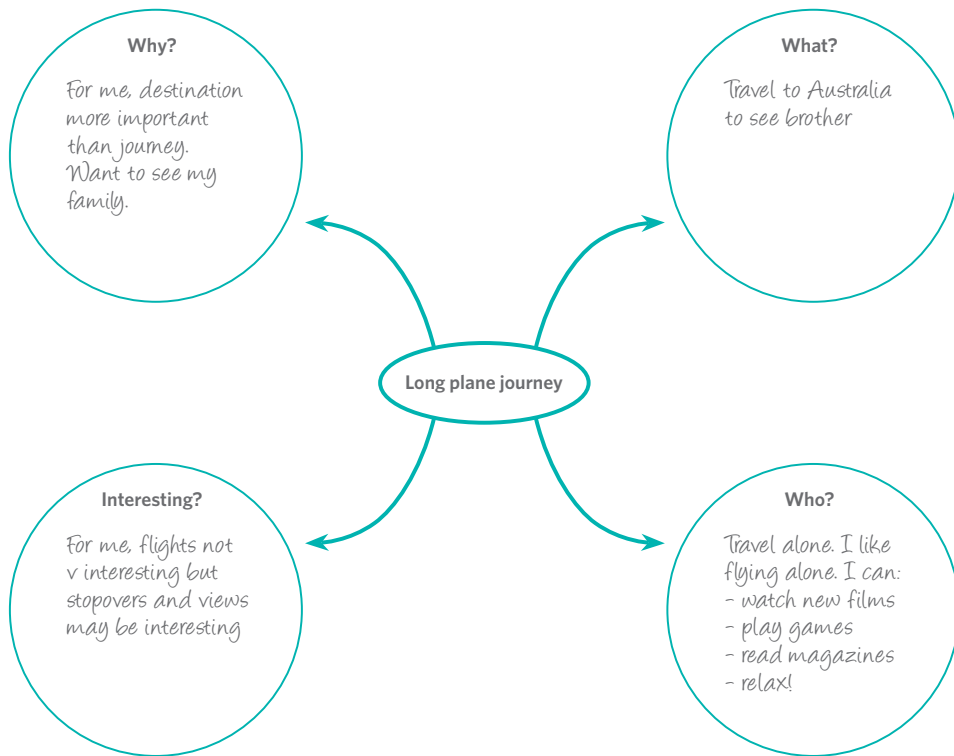 Why?
For me, destination
more important
than journey.
Want to see my
family.
What?
Travel to Australia
to see brother
Long plane journey
Interesting?
For me, flights not
v interesting but
stopovers and views
may be interesting
Who?
Travel alone. I like
flying alone. I can:
- watch new films
- play games
- read magazines
- relax!